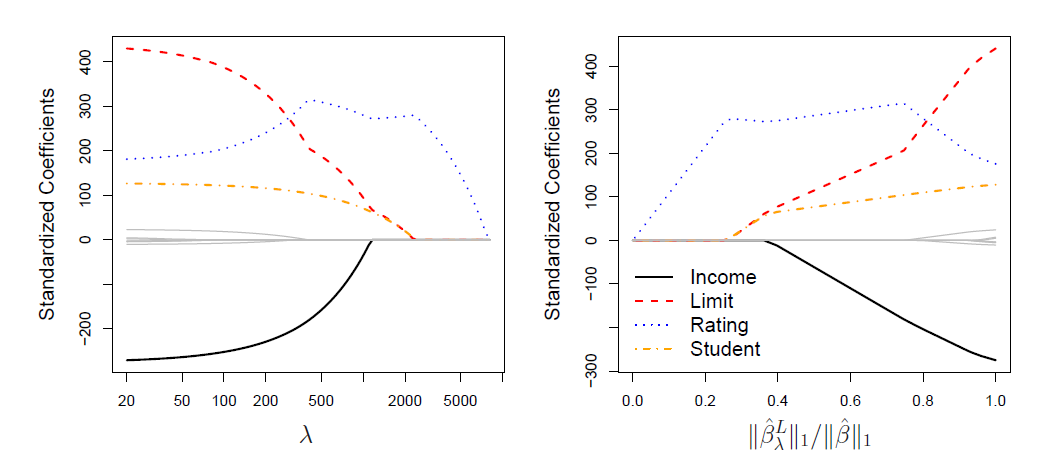 Standardized Coefficients
400
300
200
100
0
−200
20 50 100 200 500 2000 5000
λ
Standardized Coefficients
400
300
200
100
0
−100
−300
Income
Limit
Rating
Student
0.0 0.2 0.4 0.6 0.8 1.0
‖β̂ᴸ_λ‖₁/‖β̂‖₁